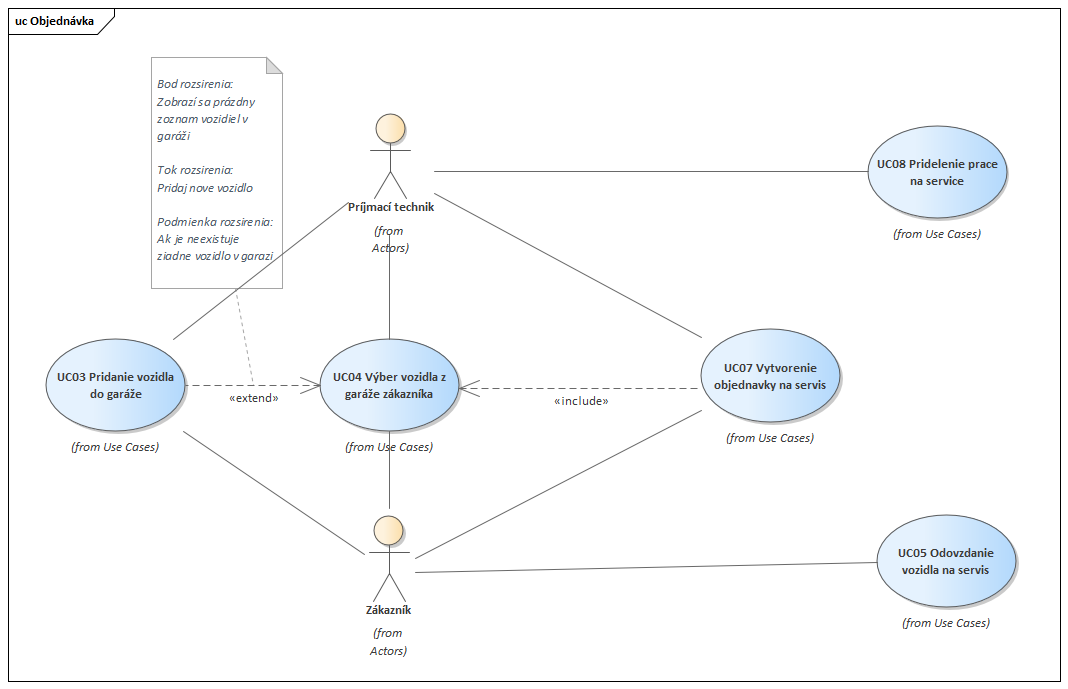 uc Objednávka
Bod rozsirenia:
Zobrazí sa prázdny
zoznam vozidiel v
garáži
Tok rozsirenia:
Pridaj nove vozidlo
Podmienka rozsirenia:
Ak je neexistuje
ziadne vozidlo v garazi
Príjmací technik
(from
Actors)
UC08 Pridelenie prace
na service
(from Use Cases)
UC03 Pridanie vozidla
do garáže
(from Use Cases)
«extend»
UC04 Výber vozidla z
garáže zákazníka
(from Use Cases)
«include»
UC07 Vytvorenie
objednavky na servis
(from Use Cases)
Zákazník
(from
Actors)
UC05 Odovzdanie
vozidla na servis
(from Use Cases)